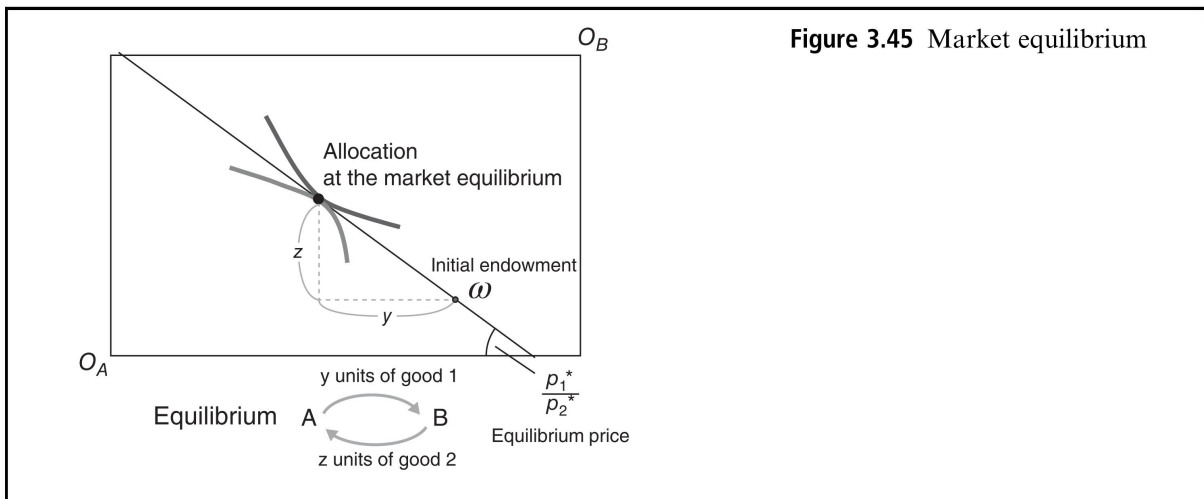 Figure 3.45 Market equilibrium
O_B
Allocation
at the market equilibrium
z
Initial endowment
ω
y
O_A
y units of good 1
p_1*
p_2*
Equilibrium A B
Equilibrium price
z units of good 2